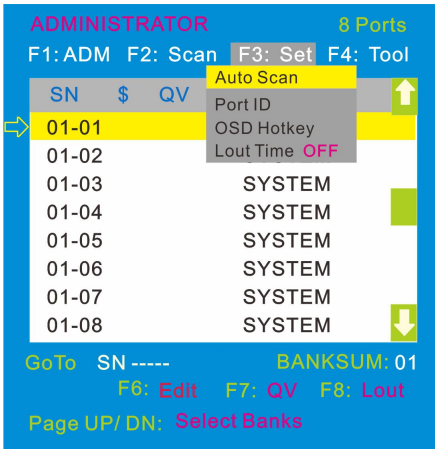 ADMINISTRATOR 8 Ports
F1: ADM F2: Scan F3: Set F4: Tool
Auto Scan
Port ID
OSD Hotkey
Lout Time OFF
SN $ QV
01-01
01-02
01-03 SYSTEM
01-04 SYSTEM
01-05 SYSTEM
01-06 SYSTEM
01-07 SYSTEM
01-08 SYSTEM
GoTo SN ----- BANKSUM: 01
F6: Edit F7: QV F8: Lout
Page UP/ DN: Select Banks